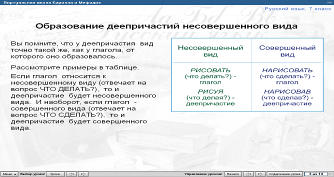 Виртуальная школа Кирилла и Мефодия
Русский язык, 7 класс
Образование деепричастий несовершенного вида
Вы помните, что у деепричастия вид
точно такой же, как у глагола, от
которого оно образовалось.
Рассмотрите примеры в таблице.
Если глагол относится к
несовершенному виду (отвечает на
вопрос ЧТО ДЕЛАТЬ?), то и
деепричастие будет несовершенного
вида. И наоборот, если глагол -
совершенного вида (отвечает на
вопрос ЧТО СДЕЛАТЬ?), то и
деепричастие будет совершенного
вида.
Несовершенный
вид
Совершенный
вид
РИСОВАТЬ
(что делать?) -
глагол
НАРИСОВАТЬ
(что сделать?) -
глагол
РИСУЯ
(что делая?) -
деепричастие
НАРИСОВАВ
(что сделав?) -
деепричастие